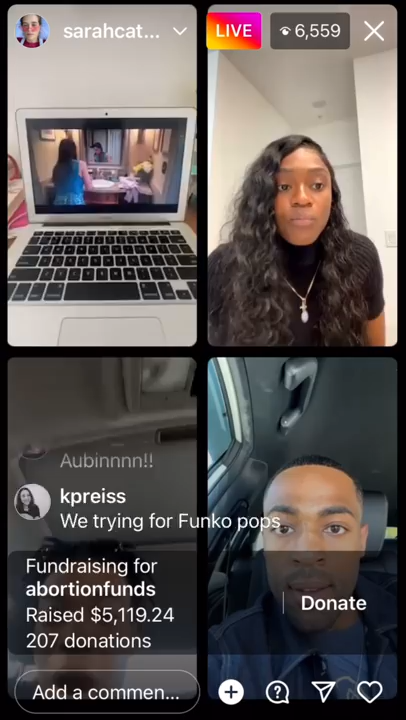 sarahcat...
LIVE
6,559
Aubinnnn!!
kpreiss
We trying for Funko pops
Fundraising for
abortionfunds
Raised $5,119.24
207 donations
Donate
Add a commen...